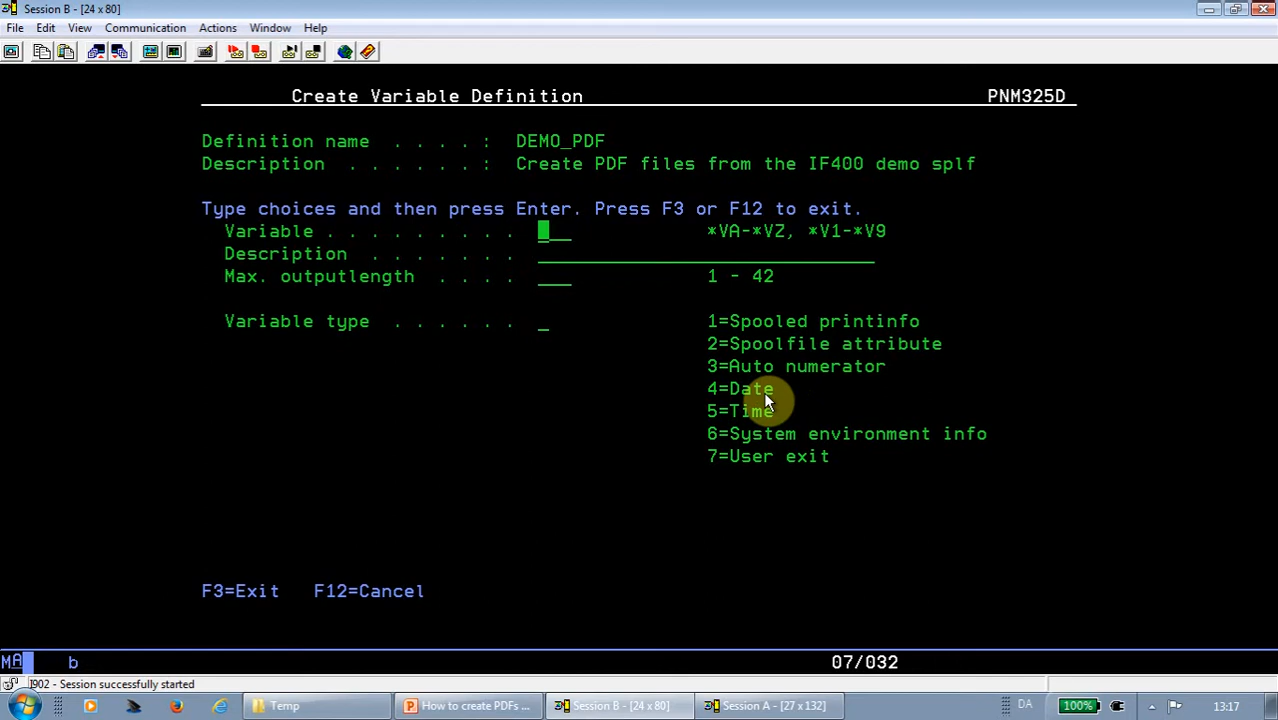 Session B - [24 x 80]
File Edit View Communication Actions Window Help
Create Variable Definition PNM325D
Definition name . . . . : DEMO_PDF
Description . . . . . . : Create PDF files from the IF400 demo splf
Type choices and then press Enter. Press F3 or F12 to exit.
Variable . . . . . . . . . *VA-*VZ, *V1-*V9
Description . . . . . . .
Max. outputlength . . . . 1 - 42
Variable type . . . . . . 1=Spooled printinfo
2=Spoolfile attribute
3=Auto numerator
4=Date
5=Time
6=System environment info
7=User exit
F3=Exit F12=Cancel
MA b 07/032
I902 - Session successfully started
Temp How to create PDFs ... Session B - [24 x 80] Session A - [27 x 132] DA 100% 13:17